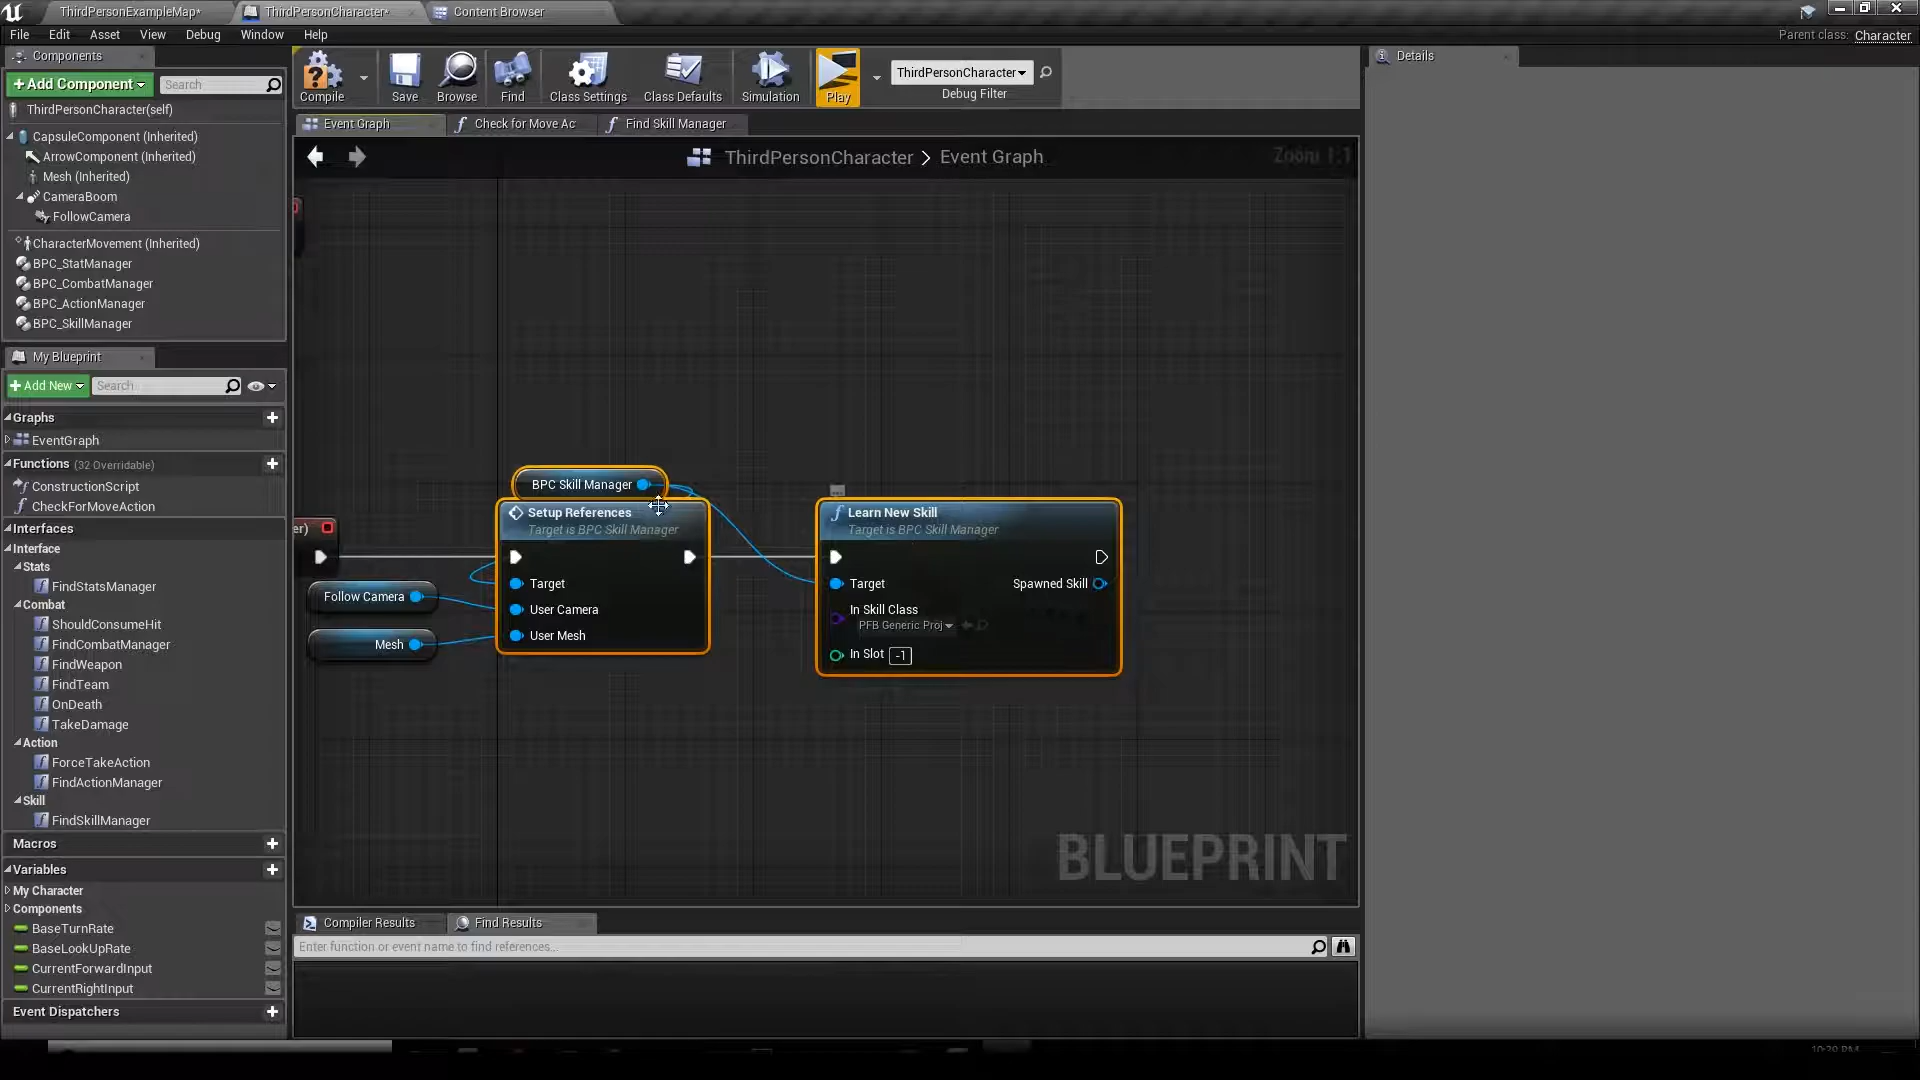 ThirdPersonExampleMap*
ThirdPersonCharacter*
Content Browser
File Edit Asset View Debug Window Help
Parent class: Character
Components
+ Add Component
Search
ThirdPersonCharacter(self)
CapsuleComponent (Inherited)
ArrowComponent (Inherited)
Mesh (Inherited)
CameraBoom
FollowCamera
CharacterMovement (Inherited)
BPC_StatManager
BPC_CombatManager
BPC_ActionManager
BPC_SkillManager
My Blueprint
+ Add New
Search
Graphs
EventGraph
Functions (32 Overridable)
ConstructionScript
CheckForMoveAction
Interfaces
Interface
Stats
FindStatsManager
Combat
ShouldConsumeHit
FindCombatManager
FindWeapon
FindTeam
OnDeath
TakeDamage
Action
ForceTakeAction
FindActionManager
Skill
FindSkillManager
Macros
Variables
My Character
Components
BaseTurnRate
BaseLookUpRate
CurrentForwardInput
CurrentRightInput
Event Dispatchers
Compile
Save
Browse
Find
Class Settings
Class Defaults
Simulation
Play
ThirdPersonCharacter
Debug Filter
Event Graph
Check for Move Ac
Find Skill Manager
ThirdPersonCharacter > Event Graph
Zoom 1:1
er)
Follow Camera
Mesh
BPC Skill Manager
Setup References
Target is BPC Skill Manager
Target
User Camera
User Mesh
Learn New Skill
Target is BPC Skill Manager
Target
Spawned Skill
In Skill Class
PFB Generic Proj
In Slot -1
BLUEPRINT
Compiler Results
Find Results
Enter function or event name to find references...
Details
10:39 PM